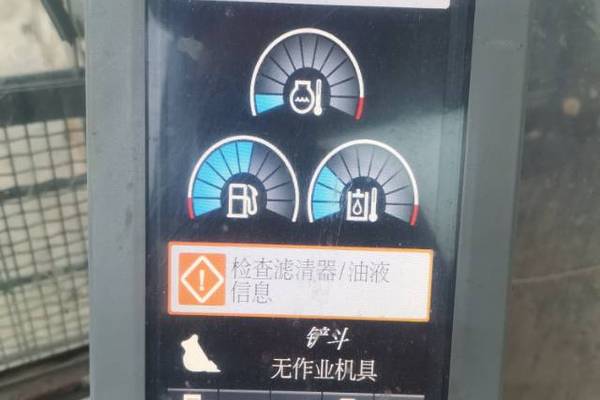 检查滤清器/油液
信息
铲斗
无作业机具